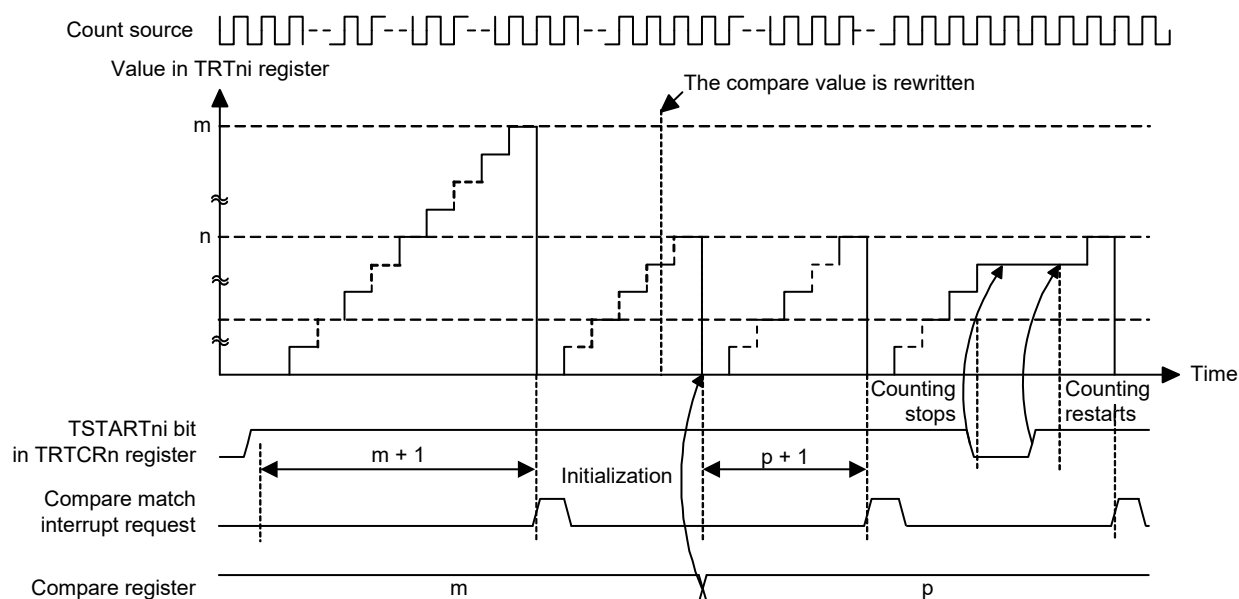 Count source
Value in TRTni register
The compare value is rewritten
m
n
Time
Counting
stops
Counting
restarts
TSTARTni bit
in TRTCRn register
m + 1
Initialization
p + 1
Compare match
interrupt request
Compare register
m
p